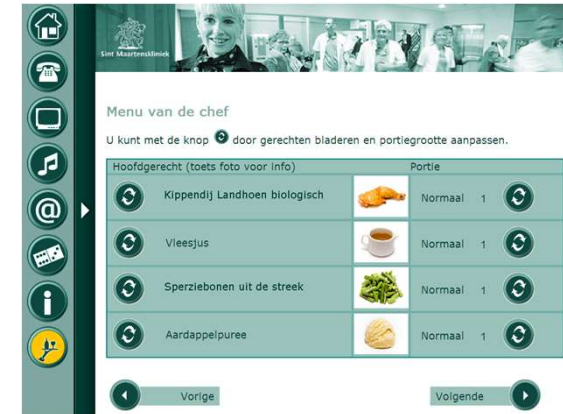 Sint Maartenskliniek
Menu van de chef
U kunt met de knop door gerechten bladeren en portiegrootte aanpassen.
Hoofdgerecht (toets foto voor info) Portie
Kippendij Landhoen biologisch Normaal 1
Vleesjus Normaal 1
Sperziebonen uit de streek Normaal 1
Aardappelpuree Normaal 1
Vorige Volgende